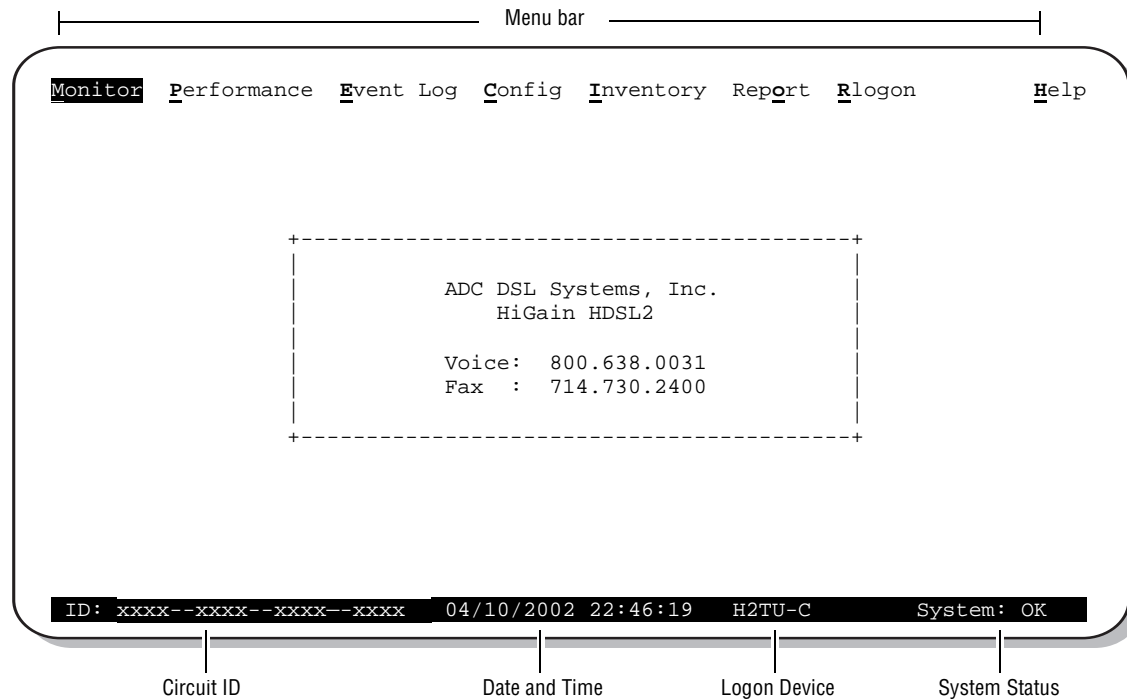 Menu bar
Monitor Performance Event Log Config Inventory Report Rlogon Help
ADC DSL Systems, Inc.
HiGain HDSL2
Voice: 800.638.0031
Fax : 714.730.2400
ID: xxxx--xxxx--xxxx--xxxx 04/10/2002 22:46:19 H2TU-C System: OK
Circuit ID Date and Time Logon Device System Status